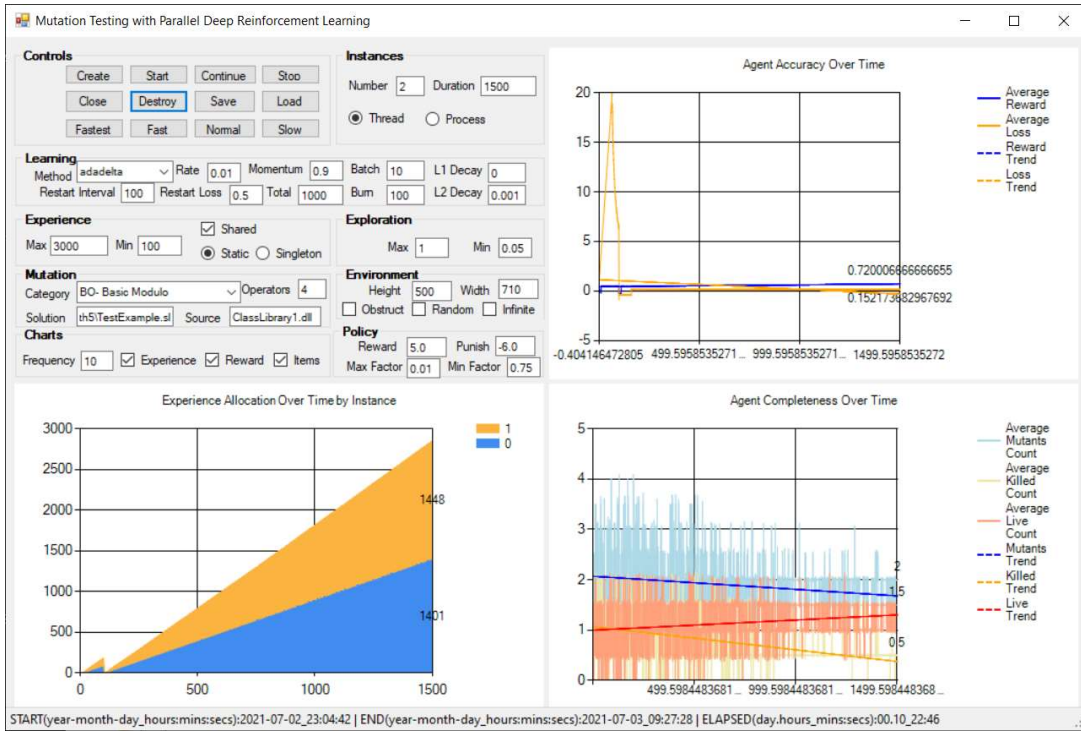 Mutation Testing with Parallel Deep Reinforcement Learning
Controls
Create Start Continue Stop
Close Destroy Save Load
Fastest Fast Normal Slow
Instances
Number 2 Duration 1500
Thread Process
Learning
Method adadelta Rate 0.01 Momentum 0.9 Batch 10 L1 Decay 0
Restart Interval 100 Restart Loss 0.5 Total 1000 Burn 100 L2 Decay 0.001
Experience
Shared
Max 3000 Min 100 Static Singleton
Exploration
Max 1 Min 0.05
Mutation
Category BO- Basic Modulo Operators 4
Solution th5\TestExample.sl Source ClassLibrary1.dll
Environment
Height 500 Width 710
Obstruct Random Infinite
Charts
Frequency 10 Experience Reward Items
Policy
Reward 5.0 Punish -6.0
Max Factor 0.01 Min Factor 0.75
Agent Accuracy Over Time
20
15
10
5
0
-5
0.720006666666655
0.152173682967692
-0.404146472805 499.5958535271... 999.5958535271... 1499.5958535272
Average
Reward
Average
Loss
Reward
Trend
Loss
Trend
Experience Allocation Over Time by Instance
3000
2500
2000
1500
1000
500
0
1448
1401
0 500 1000 1500
1
0
Agent Completeness Over Time
5
4
3
2
1
0
2
1.5
0.5
499.5984483681... 999.5984483681... 1499.598448368...
Average
Mutants
Count
Average
Killed
Count
Average
Live
Count
Mutants
Trend
Killed
Trend
Live
Trend
START(year-month-day_hours:mins:secs):2021-07-02_23:04:42 | END(year-month-day_hours:mins:secs):2021-07-03_09:27:28 | ELAPSED(day.hours_mins:secs):00.10_22:46